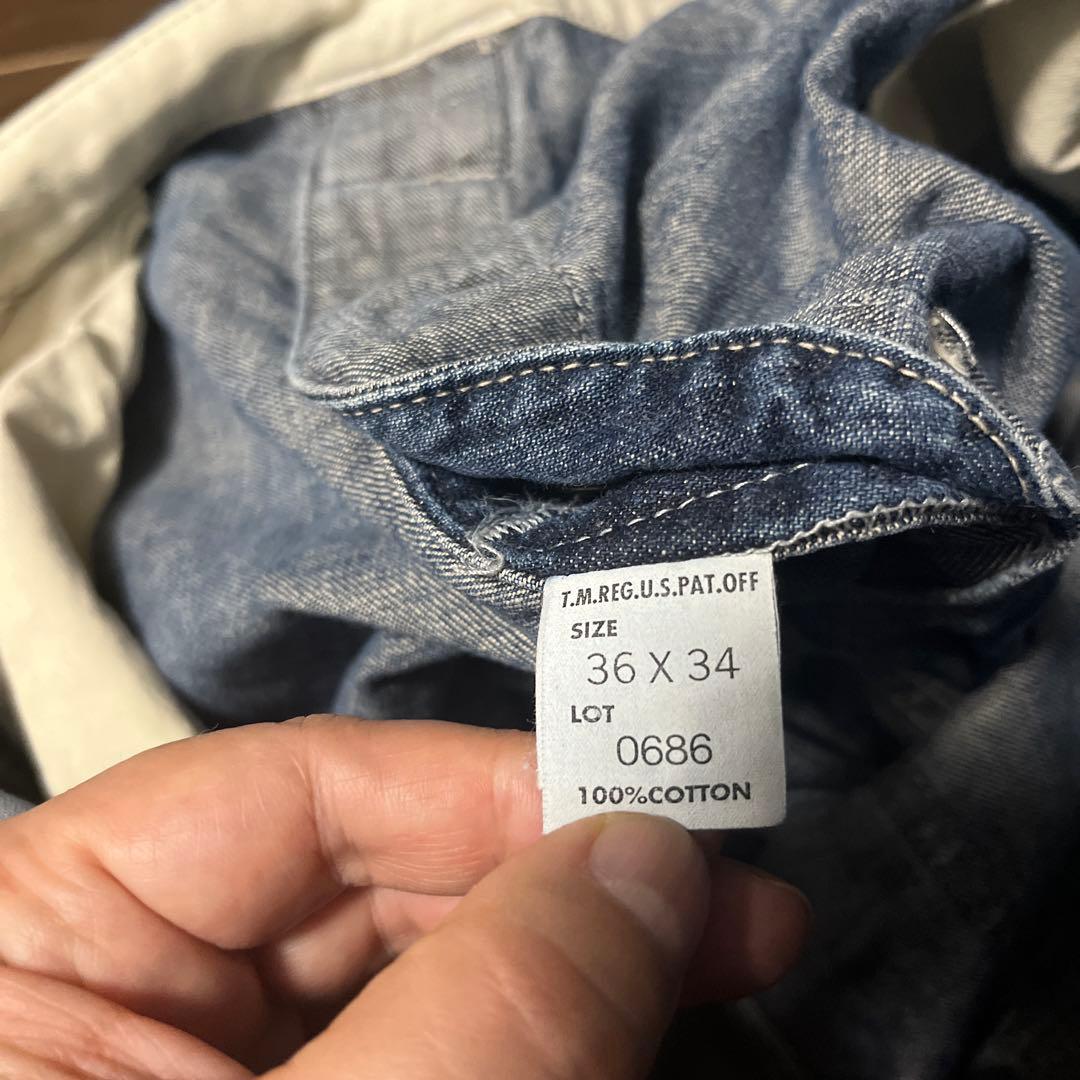 T.M.REG.U.S.PAT.OFF
SIZE
36 X 34
LOT
0686
100%COTTON